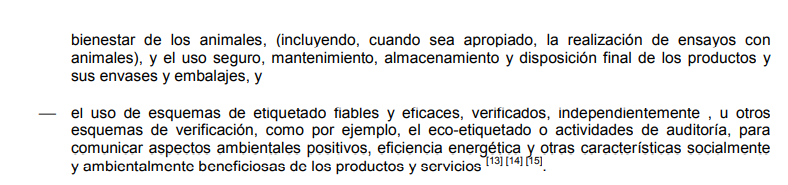 bienestar de los animales, (incluyendo, cuando sea apropiado, la realización de ensayos con
animales), y el uso seguro, mantenimiento, almacenamiento y disposición final de los productos y
sus envases y embalajes, y
— el uso de esquemas de etiquetado fiables y eficaces, verificados, independientemente , u otros
esquemas de verificación, como por ejemplo, el eco-etiquetado o actividades de auditoría, para
comunicar aspectos ambientales positivos, eficiencia energética y otras características socialmente
y ambientalmente beneficiosas de los productos y servicios [13] [14] [15].